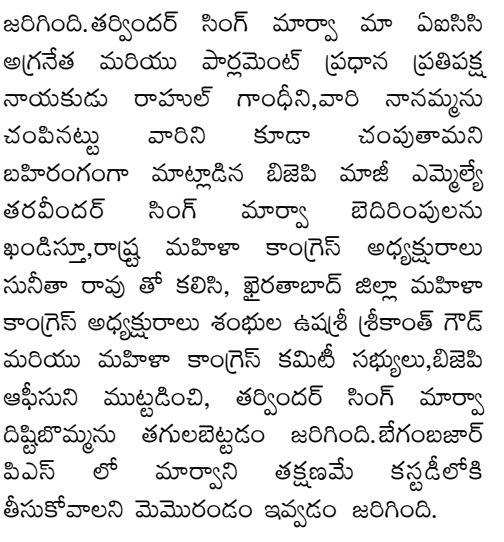 జరిగింది.తర్విందర్ సింగ్ మార్వా మా ఏఐసిసి
అగ్రనేత మరియు పార్లమెంట్ ప్రధాన ప్రతిపక్ష
నాయకుడు రాహుల్ గాంధీని,వారి నానమ్మను
చంపినట్టు వారిని కూడా చంపుతామని
బహిరంగంగా మాట్లాడిన బిజెపి మాజీ ఎమ్మెల్యే
తరవీందర్ సింగ్ మార్వా బెదిరింపులను
ఖండిస్తూ,రాష్ట్ర మహిళా కాంగ్రెస్ అధ్యక్షురాలు
సునీతా రావు తో కలిసి, ఖైరతాబాద్ జిల్లా మహిళా
కాంగ్రెస్ అధ్యక్షురాలు శంభుల ఉషశ్రీ శ్రీకాంత్ గౌడ్
మరియు మహిళా కాంగ్రెస్ కమిటీ సభ్యులు,బిజెపి
ఆఫీసుని ముట్టడించి, తర్విందర్ సింగ్ మార్వా
దిష్టిబొమ్మను తగులబెట్టడం జరిగింది.బేగంబజార్
పిఎస్ లో మార్వాని తక్షణమే కస్టడీలోకి
తీసుకోవాలని మెమొరండం ఇవ్వడం జరిగింది.